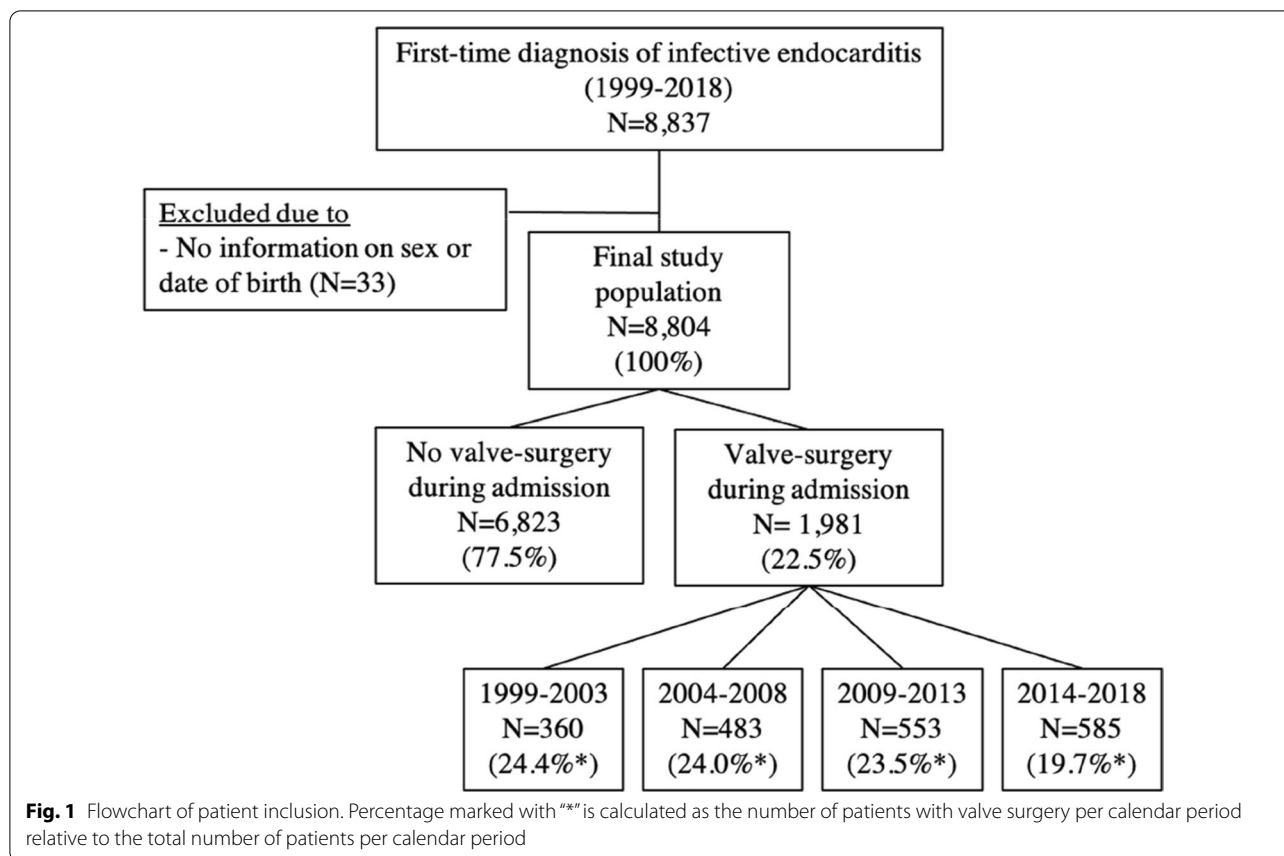 First-time diagnosis of infective endocarditis
(1999-2018)
N=8,837
Excluded due to
- No information on sex or
date of birth (N=33)
Final study
population
N=8,804
(100%)
No valve-surgery
during admission
N=6,823
(77.5%)
Valve-surgery
during admission
N= 1,981
(22.5%)
1999-2003
N=360
(24.4%*)
2004-2008
N=483
(24.0%*)
2009-2013
N=553
(23.5%*)
2014-2018
N=585
(19.7%*)
Fig. 1 Flowchart of patient inclusion. Percentage marked with “*” is calculated as the number of patients with valve surgery per calendar period
relative to the total number of patients per calendar period